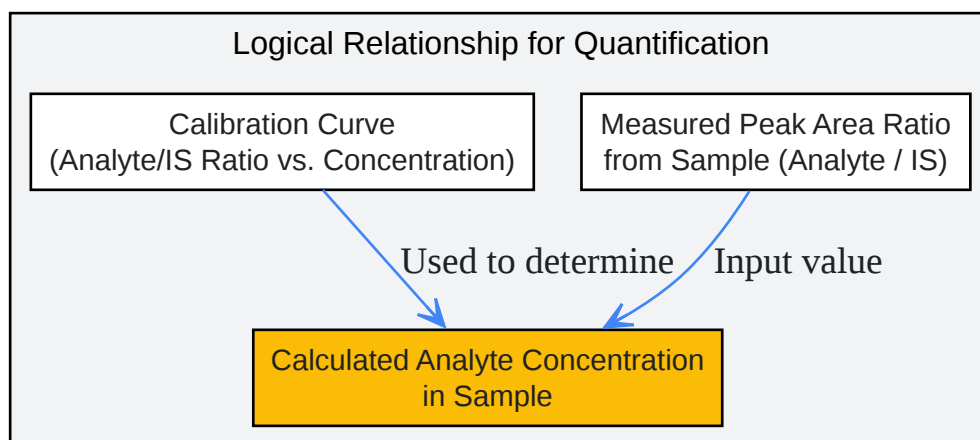 Logical Relationship for Quantification
Calibration Curve
(Analyte/IS Ratio vs. Concentration)
Measured Peak Area Ratio
from Sample (Analyte / IS)
Used to determine
Input value
Calculated Analyte Concentration
in Sample